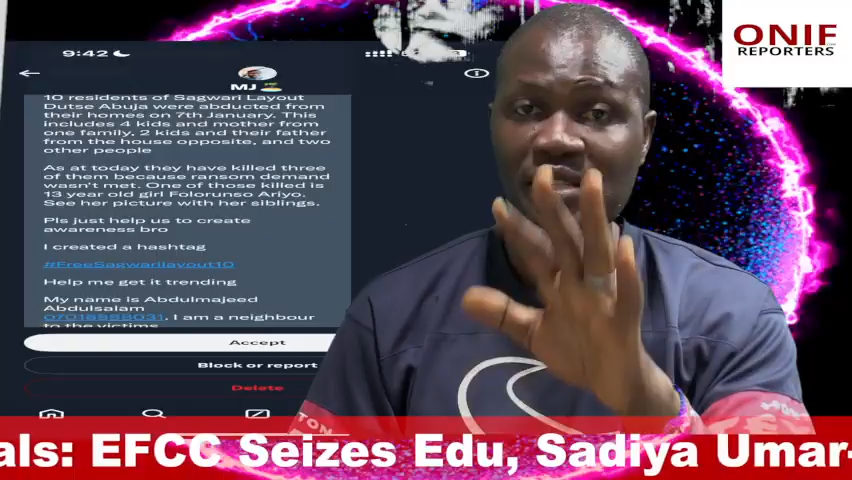 ONIF
REPORTERS
9:42
MJ
10 residents of Sagwari Layout
Dutse Abuja were abducted from
their homes on 7th January. This
includes 4 kids and mother from
one family, 2 kids and their father
from the house opposite, and two
other people
As at today they have killed three
of them because ransom demand
wasn't met. One of those killed is
13 year old girl Folorunso Ariyo.
See her picture with her siblings.
Pls just help us to create
awareness bro
I created a hashtag
#FreeSagwarilayout10
Help me get it trending
My name is Abdulmajeed
Abdulsalam
I am a neighbour
to the victims
Accept
Block or report
Delete
TON
als: EFCC Seizes Edu, Sadiya Umar-